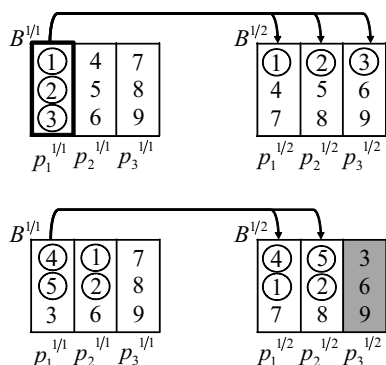 B^{1/1} B^{1/2}
1 4 7 1 2 3
2 5 8 4 5 6
3 6 9 7 8 9
p_1^{1/1} p_2^{1/1} p_3^{1/1} p_1^{1/2} p_2^{1/2} p_3^{1/2}
B^{1/1} B^{1/2}
4 1 7 4 5 3
5 2 8 1 2 6
3 6 9 7 8 9
p_1^{1/1} p_2^{1/1} p_3^{1/1} p_1^{1/2} p_2^{1/2} p_3^{1/2}